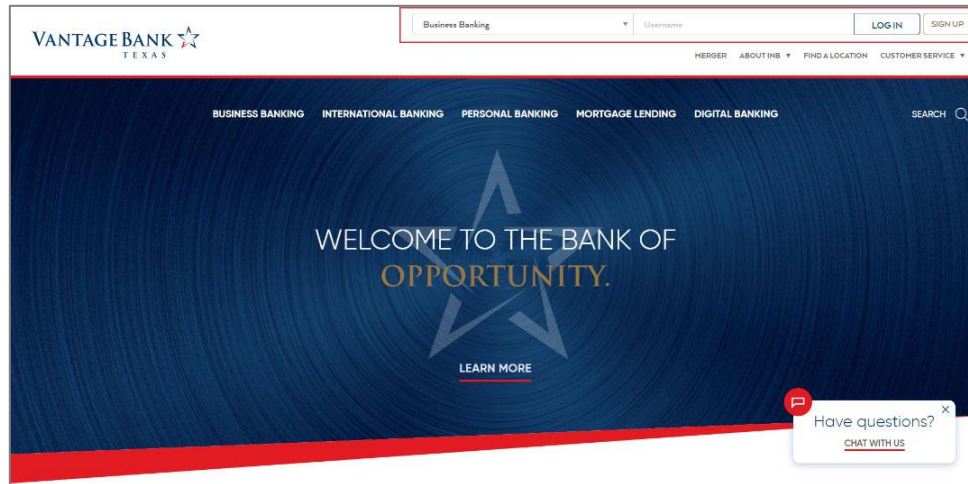 Business Banking Username LOG IN SIGN UP
VANTAGE BANK
TEXAS
MERGER ABOUT INB FIND A LOCATION CUSTOMER SERVICE
BUSINESS BANKING INTERNATIONAL BANKING PERSONAL BANKING MORTGAGE LENDING DIGITAL BANKING SEARCH
WELCOME TO THE BANK OF
OPPORTUNITY.
LEARN MORE
Have questions?
CHAT WITH US